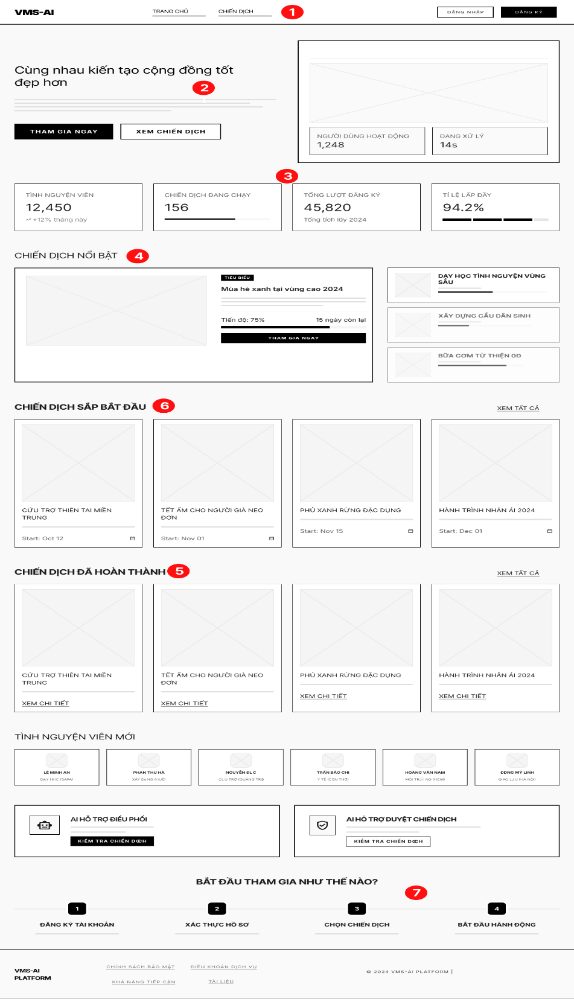 VMS-AI
TRANG CHỦ
CHIẾN DỊCH
1
ĐĂNG NHẬP
ĐĂNG KÝ
Cùng nhau kiến tạo cộng đồng tốt
đẹp hơn
2
THAM GIA NGAY
XEM CHIẾN DỊCH
NGƯỜI DÙNG HOẠT ĐỘNG
1,248
ĐANG XỬ LÝ
14s
3
TÌNH NGUYỆN VIÊN
12,450
+12% tháng này
CHIẾN DỊCH ĐANG CHẠY
156
TỔNG LƯỢT ĐĂNG KÝ
45,820
Tổng tích lũy 2024
TỈ LỆ LẤP ĐẦY
94.2%
CHIẾN DỊCH NỔI BẬT
4
TIÊU BIỂU
Mùa hè xanh tại vùng cao 2024
Tiến độ: 75%
15 ngày còn lại
THAM GIA NGAY
DẠY HỌC TÌNH NGUYỆN VÙNG
SÂU
XÂY DỰNG CẦU DÂN SINH
BỮA CƠM TỪ THIỆN 0Đ
CHIẾN DỊCH SẮP BẮT ĐẦU
6
XEM TẤT CẢ
CỨU TRỢ THIÊN TAI MIỀN
TRUNG
Start: Oct 12
TẾT ẤM CHO NGƯỜI GIÀ NEO
ĐƠN
Start: Nov 01
PHỦ XANH RỪNG ĐẶC DỤNG
Start: Nov 15
HÀNH TRÌNH NHÂN ÁI 2024
Start: Dec 01
CHIẾN DỊCH ĐÃ HOÀN THÀNH
5
XEM TẤT CẢ
CỨU TRỢ THIÊN TAI MIỀN
TRUNG
XEM CHI TIẾT
TẾT ẤM CHO NGƯỜI GIÀ NEO
ĐƠN
XEM CHI TIẾT
PHỦ XANH RỪNG ĐẶC DỤNG
XEM CHI TIẾT
HÀNH TRÌNH NHÂN ÁI 2024
XEM CHI TIẾT
TÌNH NGUYỆN VIÊN MỚI
LÊ MINH AN
DẠY (SAPA)
PHAN THU HÀ
XÂY (HUẾ)
NGUYỄN
TRỢ
TRẦN BẢO CHI
Y TẾ
HOÀNG VĂN NAM
(HCM)
MỸ LINH
GIAO (HÀ NỘI)
AI HỖ TRỢ ĐIỀU PHỐI
KIỂM TRA CHIẾN
AI HỖ TRỢ DUYỆT CHIẾN DỊCH
KIỂM TRA CHIẾN
BẮT ĐẦU THAM GIA NHƯ THẾ NÀO?
7
1
ĐĂNG KÝ TÀI KHOẢN
2
XÁC THỰC HỒ SƠ
3
CHỌN CHIẾN DỊCH
4
BẮT ĐẦU HÀNH ĐỘNG
VMS-AI
PLATFORM
CHÍNH SÁCH BẢO MẬT
ĐIỀU KHOẢN DỊCH VỤ
KHẢ NĂNG TIẾP CẬN
TÀI LIỆU
© 2024 VMS-AI PLATFORM |